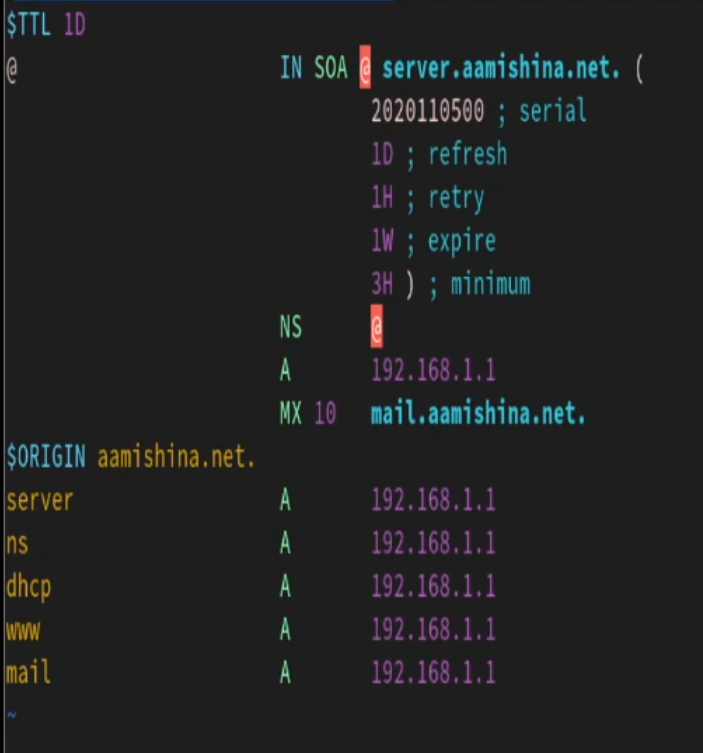 $TTL 1D
@ IN SOA @ server.aamishina.net. (
2020110500 ; serial
1D ; refresh
1H ; retry
1W ; expire
3H ) ; minimum
NS @
A 192.168.1.1
MX 10 mail.aamishina.net.
$ORIGIN aamishina.net.
server A 192.168.1.1
ns A 192.168.1.1
dhcp A 192.168.1.1
www A 192.168.1.1
mail A 192.168.1.1
~